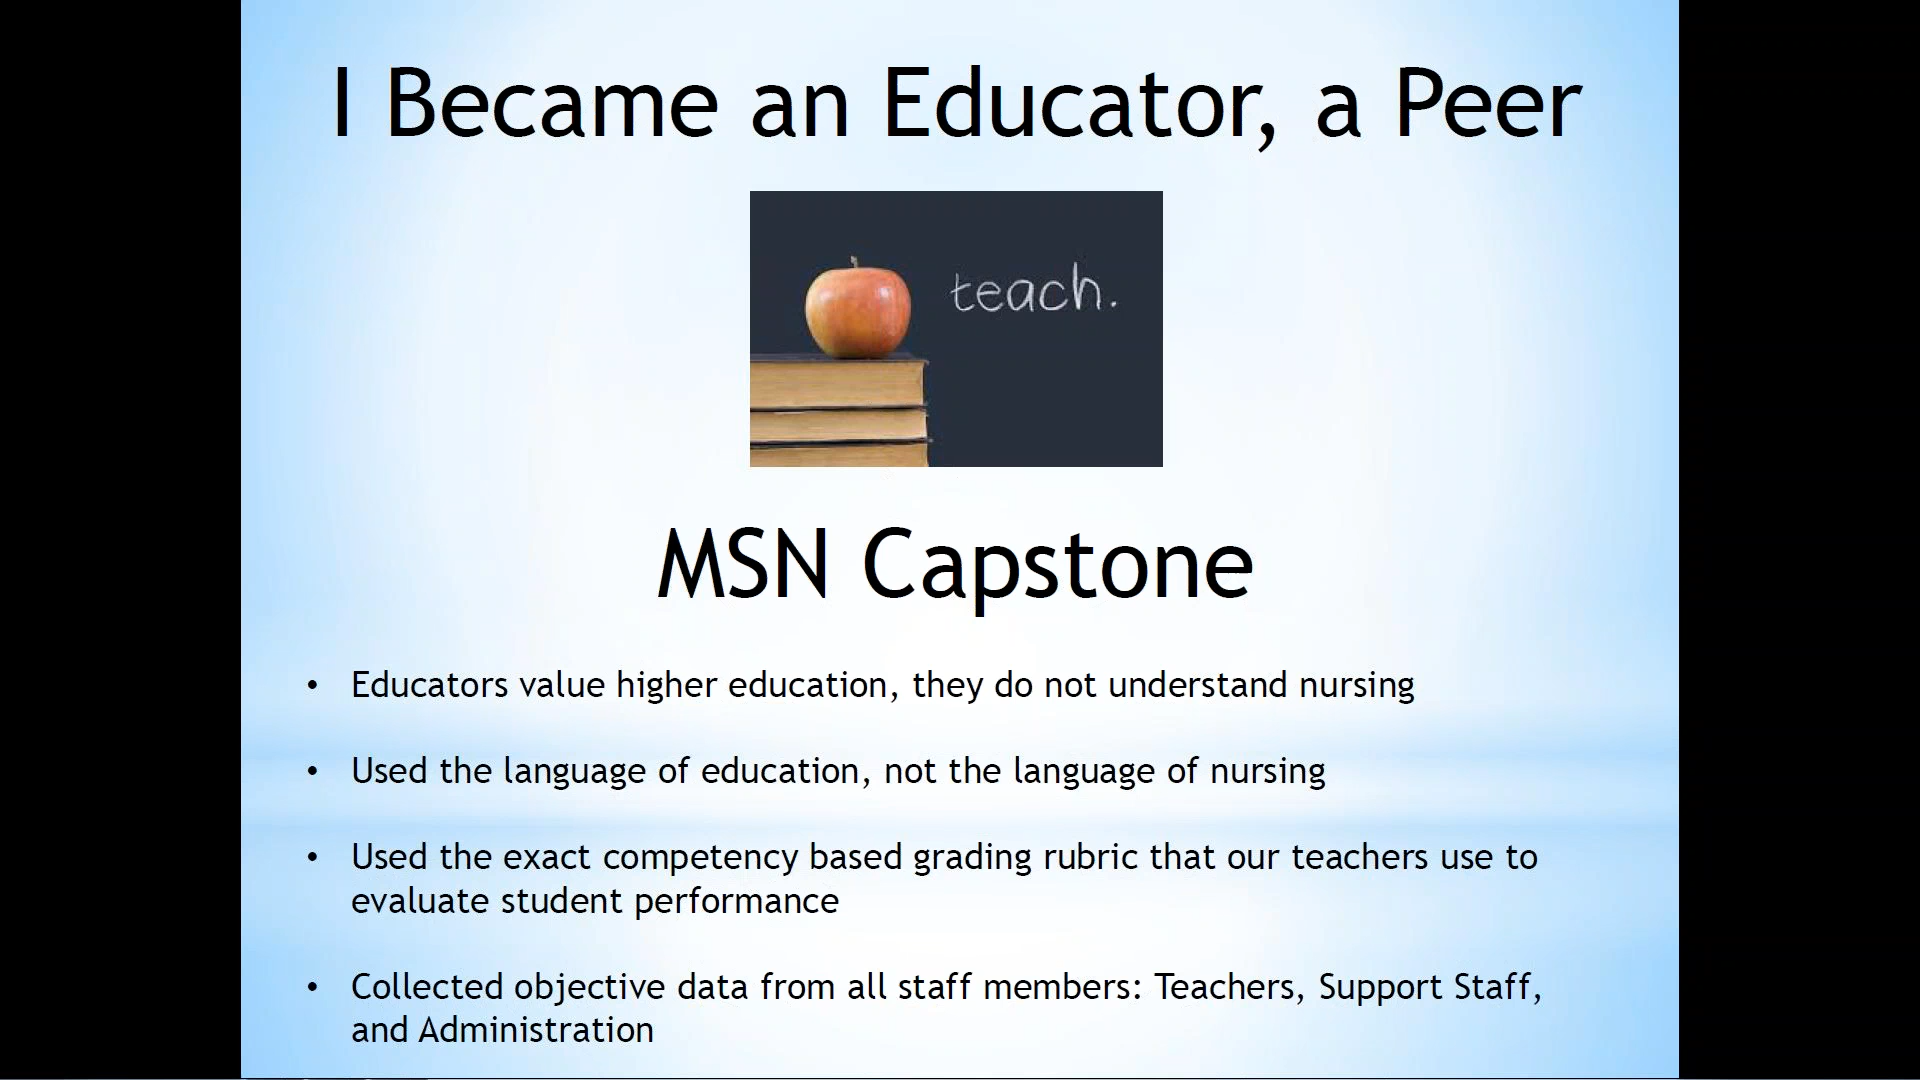 I Became an Educator, a Peer
teach.
MSN Capstone
• Educators value higher education, they do not understand nursing
• Used the language of education, not the language of nursing
• Used the exact competency based grading rubric that our teachers use to
evaluate student performance
• Collected objective data from all staff members: Teachers, Support Staff,
and Administration